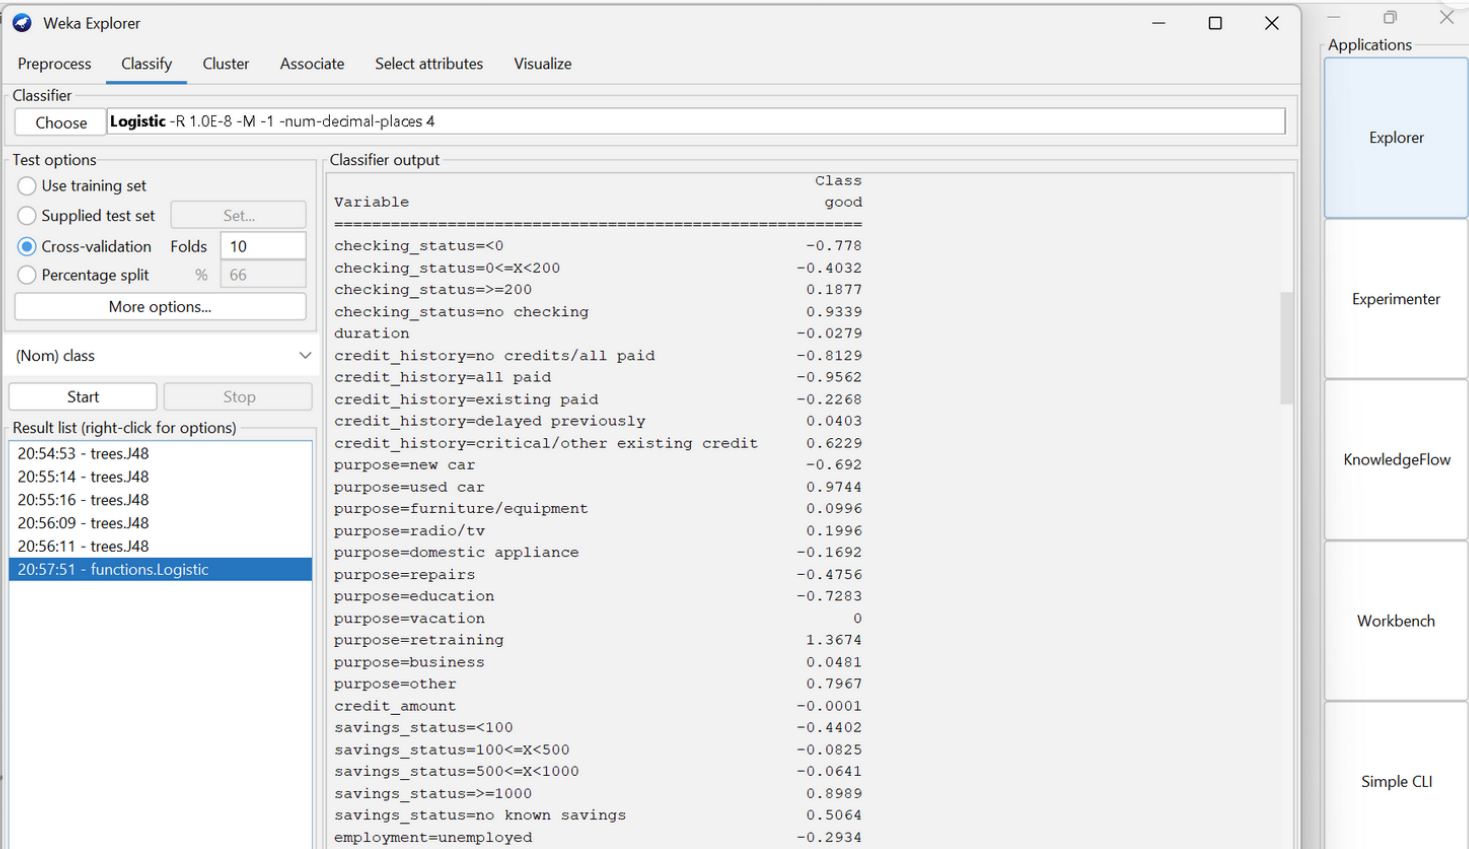 Weka Explorer
Preprocess Classify Cluster Associate Select attributes Visualize
Classifier
Choose Logistic -R 1.0E-8 -M -1 -num-decimal-places 4
Test options
Use training set
Supplied test set Set...
Cross-validation Folds 10
Percentage split % 66
More options...
(Nom) class
Start Stop
Result list (right-click for options)
20:54:53 - trees.J48
20:55:14 - trees.J48
20:55:16 - trees.J48
20:56:09 - trees.J48
20:56:11 - trees.J48
20:57:51 - functions.Logistic
Classifier output
Class
Variable good
========================================================
checking_status=<0 -0.778
checking_status=0<=X<200 -0.4032
checking_status=>=200 0.1877
checking_status=no checking 0.9339
duration -0.0279
credit_history=no credits/all paid -0.8129
credit_history=all paid -0.9562
credit_history=existing paid -0.2268
credit_history=delayed previously 0.0403
credit_history=critical/other existing credit 0.6229
purpose=new car -0.692
purpose=used car 0.9744
purpose=furniture/equipment 0.0996
purpose=radio/tv 0.1996
purpose=domestic appliance -0.1692
purpose=repairs -0.4756
purpose=education -0.7283
purpose=vacation 0
purpose=retraining 1.3674
purpose=business 0.0481
purpose=other 0.7967
credit_amount -0.0001
savings_status=<100 -0.4402
savings_status=100<=X<500 -0.0825
savings_status=500<=X<1000 -0.0641
savings_status=>=1000 0.8989
savings_status=no known savings 0.5064
employment=unemployed -0.2934
Applications
Explorer
Experimenter
KnowledgeFlow
Workbench
Simple CLI